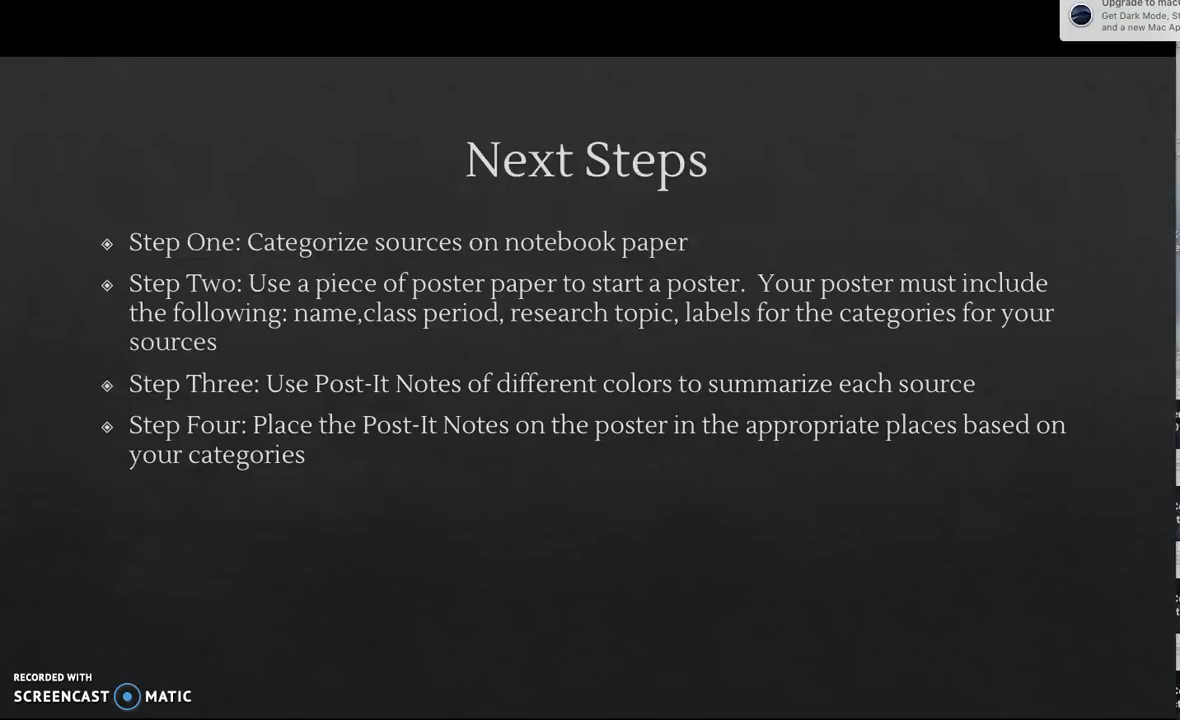 Upgrade to mac
Get Dark Mode, St
and a new Mac Ap
Next Steps
Step One: Categorize sources on notebook paper
Step Two: Use a piece of poster paper to start a poster.  Your poster must include
the following: name,class period, research topic, labels for the categories for your
sources
Step Three: Use Post-It Notes of different colors to summarize each source
Step Four: Place the Post-It Notes on the poster in the appropriate places based on
your categories
RECORDED WITH
SCREENCAST MATIC